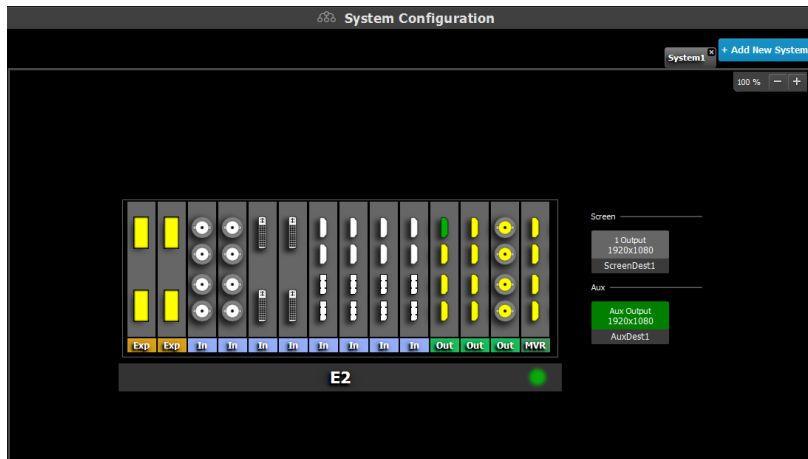 System Configuration
System1
+ Add New System
100 %
Screen
1 Output
1920x1080
ScreenDest1
Aux
Aux Output
1920x1080
AuxDest1
Exp Exp In In In In In In In In Out Out Out MVR
E2